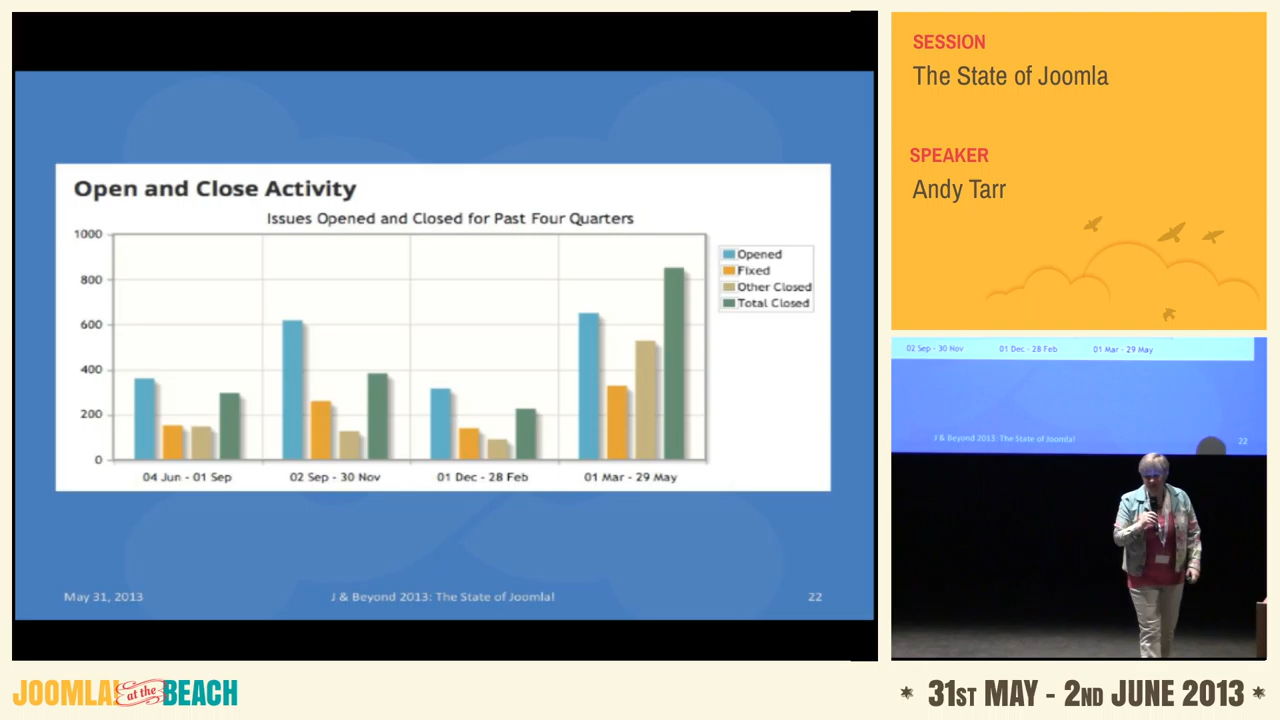 Open and Close Activity
Issues Opened and Closed for Past Four Quarters
1000
800
600
400
200
0
Opened
Fixed
Other Closed
Total Closed
04 Jun - 01 Sep
02 Sep - 30 Nov
01 Dec - 28 Feb
01 Mar - 29 May
May 31, 2013
J & Beyond 2013: The State of Joomla!
22
SESSION
The State of Joomla
SPEAKER
Andy Tarr
02 Sep - 30 Nov
01 Dec - 28 Feb
01 Mar - 29 May
J & Beyond 2013: The State of Joomla!
22
JOOMLA! at the BEACH
* 31ST MAY - 2ND JUNE 2013 *